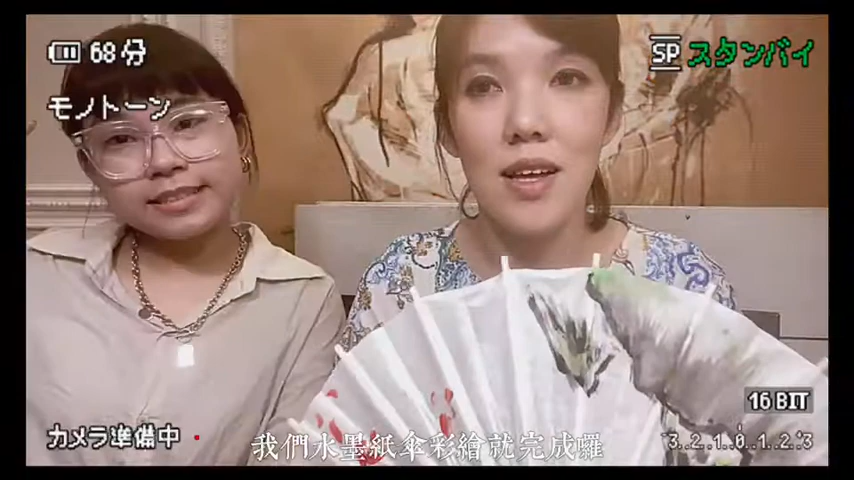 68分
SP スタンバイ
モノトーン
16BIT
カメラ準備中
我們水墨紙傘彩繪就完成囉
3..2..1..0..1..2..3